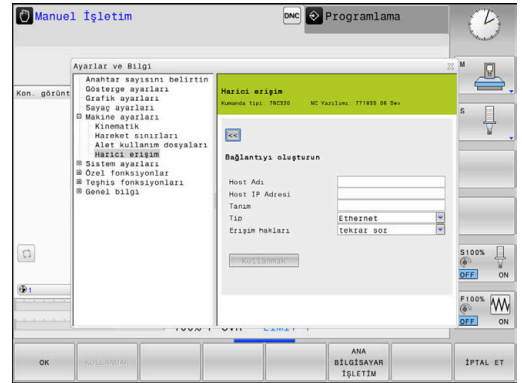 Manuel İşletim
DNC
Programlama
Ayarlar ve Bilgi
Kon. görünt
Anahtar sayısını belirtin
Gösterge ayarları
Grafik ayarları
Sayaç ayarları
Makine ayarları
Kinematik
Hareket sınırları
Alet kullanım dosyaları
Harici erişim
Sistem ayarları
Özel fonksiyonlar
Teşhis fonksiyonları
Genel bilgi
Harici erişim
Kumanda tipi: TNC320 NC Yazılımı: 771855 06 Dev
<<
Bağlantıyı oluşturun
Host Adı
Host IP Adresi
Tanım
Tip Ethernet
Erişim hakları tekrar sor
Kullanmak
M
S
S100%
OFF ON
F100%
OFF ON
1
OK
KULLANMAK
ANA
BİLGİSAYAR
İŞLETİM
İPTAL ET